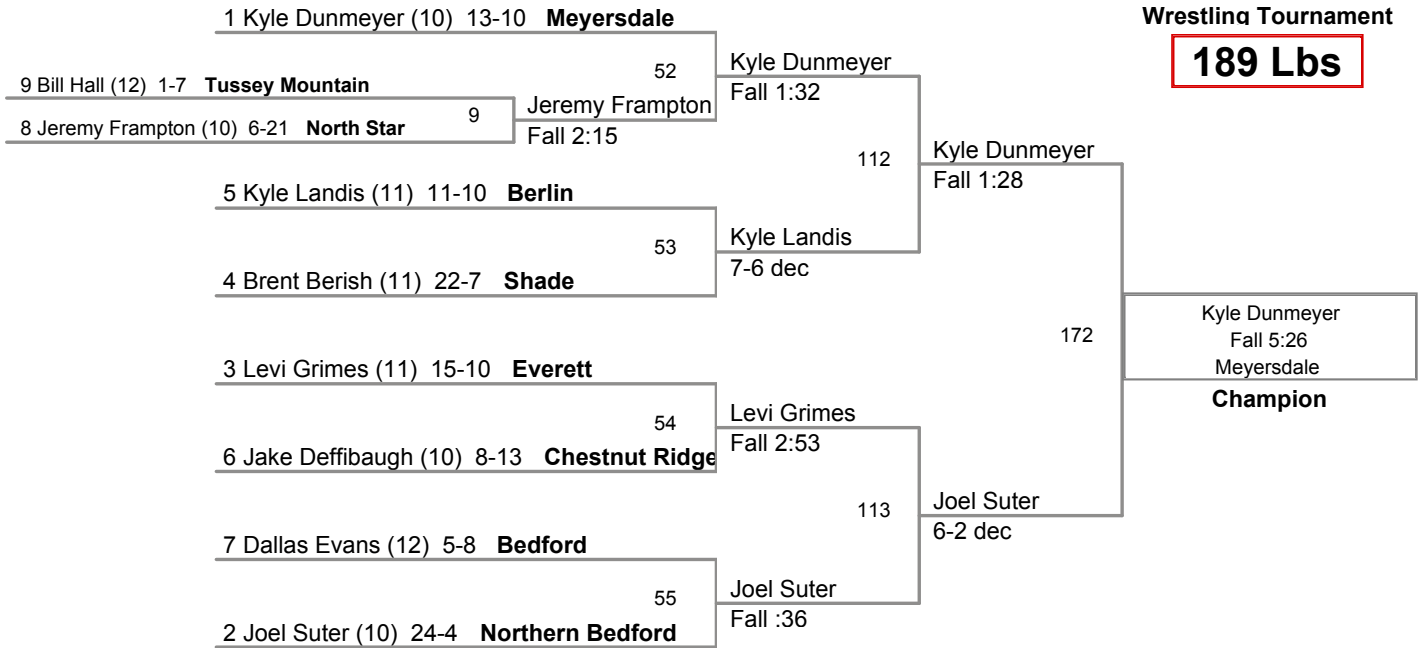 1 Kyle Dunmeyer (10) 13-10 Meyersdale
Wrestling Tournament
189 Lbs
9 Bill Hall (12) 1-7 Tussey Mountain
8 Jeremy Frampton (10) 6-21 North Star
9
Jeremy Frampton
Fall 2:15
52
Kyle Dunmeyer
Fall 1:32
5 Kyle Landis (11) 11-10 Berlin
4 Brent Berish (11) 22-7 Shade
53
Kyle Landis
7-6 dec
112
Kyle Dunmeyer
Fall 1:28
3 Levi Grimes (11) 15-10 Everett
6 Jake Deffibaugh (10) 8-13 Chestnut Ridge
54
Levi Grimes
Fall 2:53
7 Dallas Evans (12) 5-8 Bedford
2 Joel Suter (10) 24-4 Northern Bedford
55
Joel Suter
Fall :36
113
Joel Suter
6-2 dec
172
Kyle Dunmeyer
Fall 5:26
Meyersdale
Champion